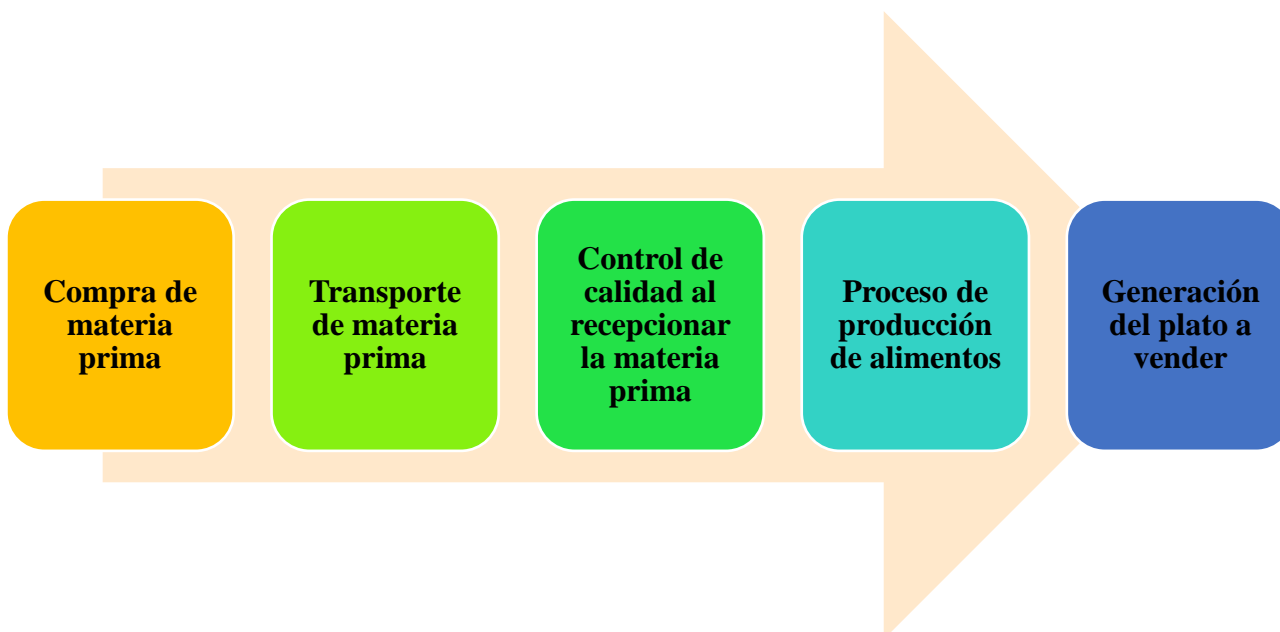 Compra de
materia
prima
Transporte
de materia
prima
Control de
calidad al
recepcionar
la materia
prima
Proceso de
producción
de alimentos
Generación
del plato a
vender